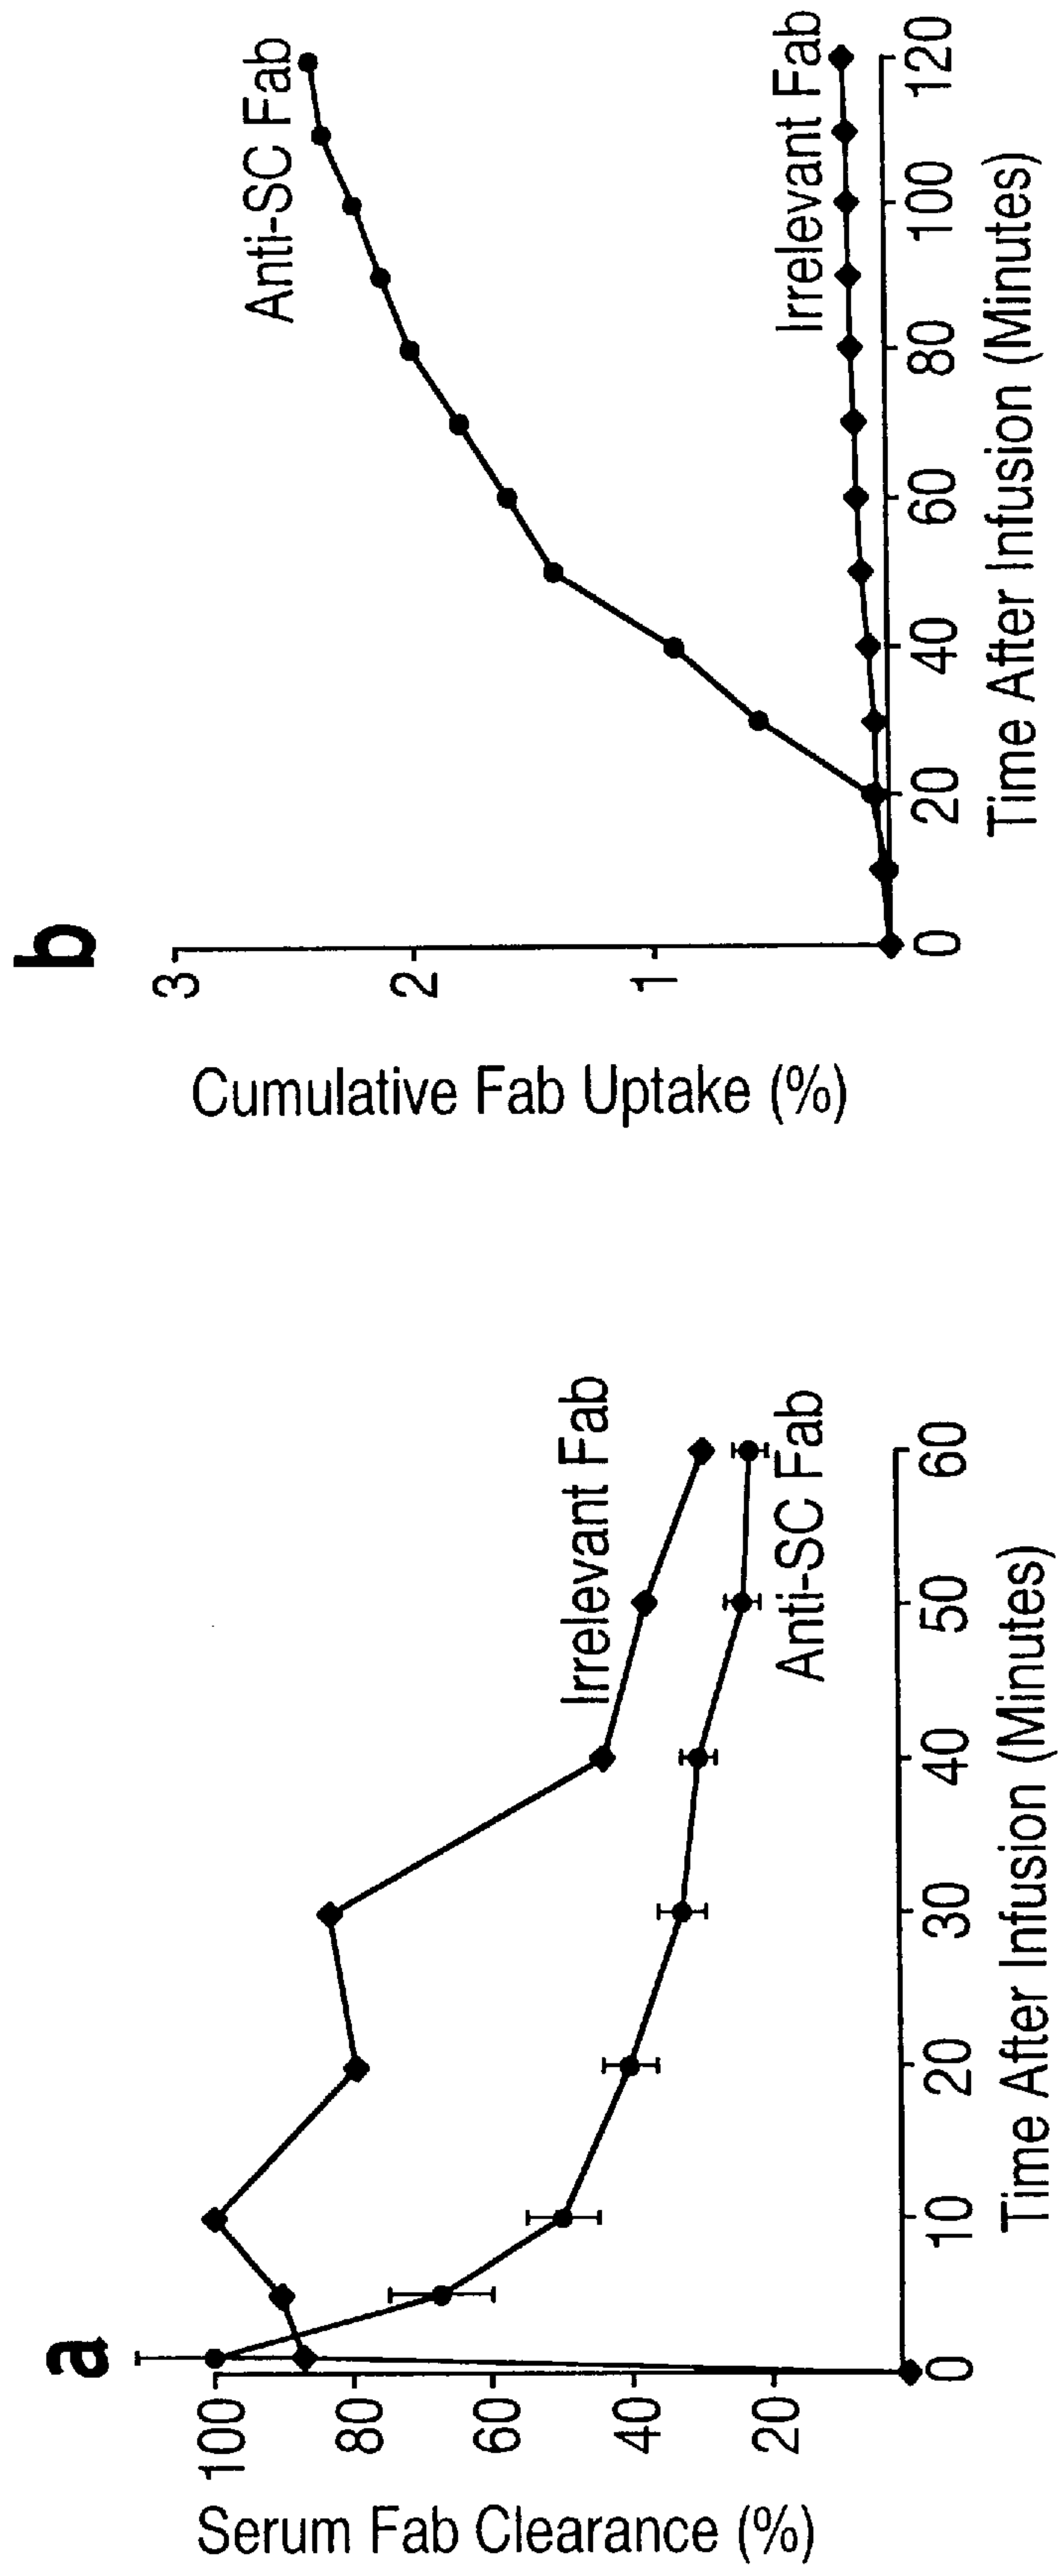 a
Serum Fab Clearance (%)
100
80
60
40
20
0 10 20 30 40 50 60
Time After Infusion (Minutes)
Irrelevant Fab
Anti-SC Fab
b
Cumulative Fab Uptake (%)
3
2
1
0 20 40 60 80 100 120
Time After Infusion (Minutes)
Anti-SC Fab
Irrelevant Fab